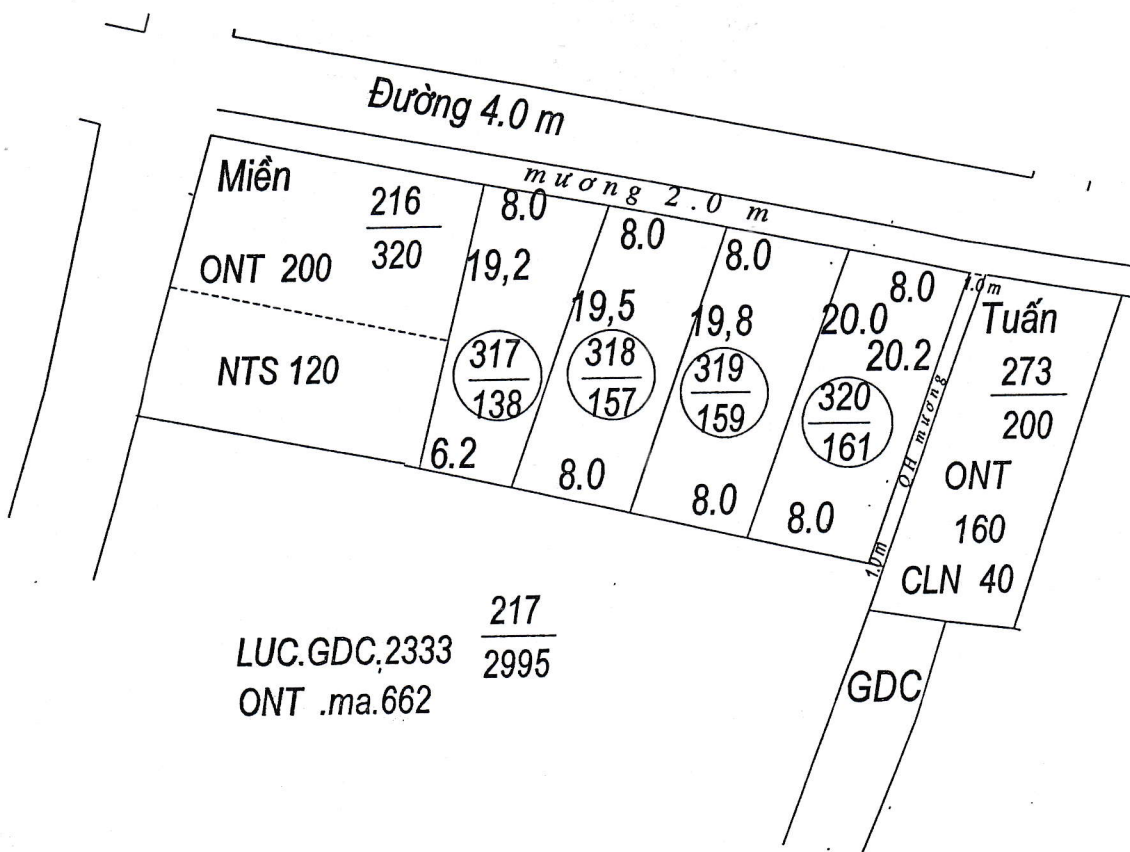 Đường 4.0 m
mương 2.0 m
Miền
216
320
ONT 200
NTS 120
8.0
19,2
317
138
6.2
8.0
19,5
318
157
8.0
8.0
19,8
319
159
8.0
8.0
20.0
20.2
320
161
8.0
1.0m
QH mương
1.0m
Tuấn
273
200
ONT
160
CLN 40
GDC
217
2995
LUC.GDC,2333
ONT .ma.662